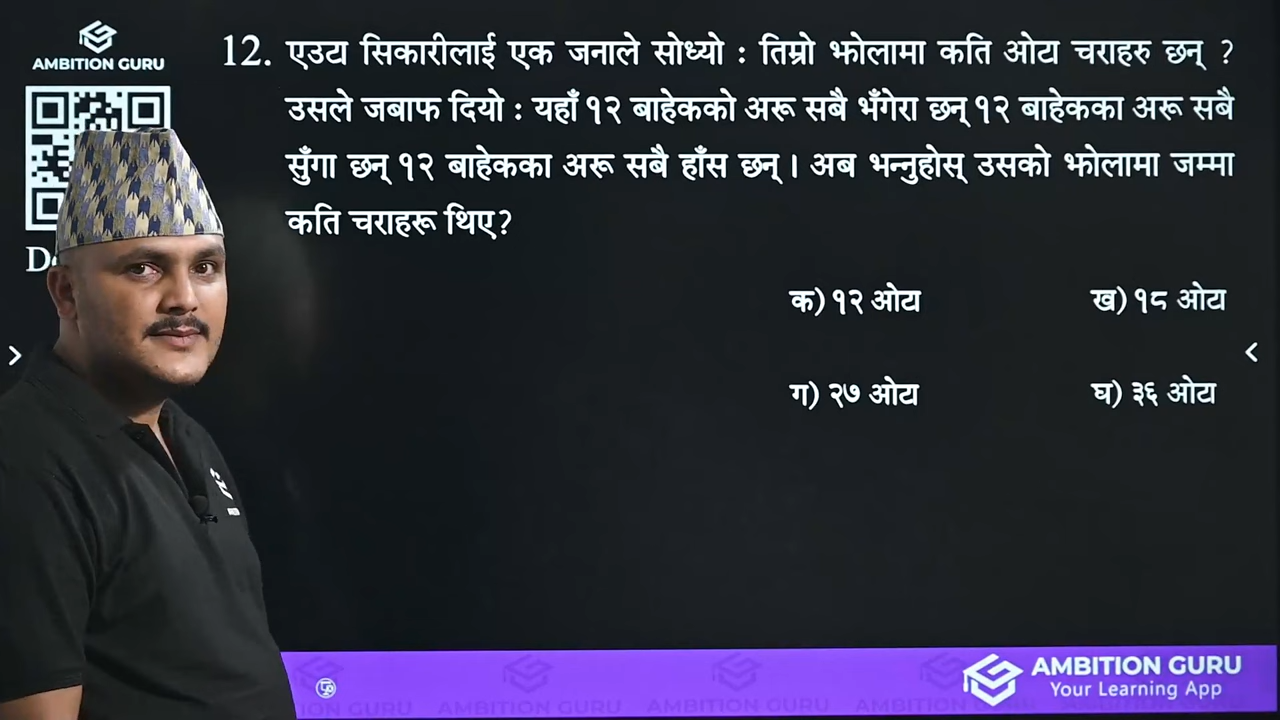 AMBITION GURU
12. एउटा सिकारीलाई एक जनाले सोध्यो : तिम्रो झोलामा कति ओटा चराहरु छन् ?
उसले जबाफ दियो : यहाँ १२ बाहेकको अरू सबै भँगेरा छन् १२ बाहेकका अरू सबै
सुँगा छन् १२ बाहेकका अरू सबै हाँस छन् । अब भन्नुहोस् उसको झोलामा जम्मा
कति चराहरू थिए?
क) १२ ओटा
ख) १८ ओटा
ग) २७ ओटा
घ) ३६ ओटा
AMBITION GURU
Your Learning App